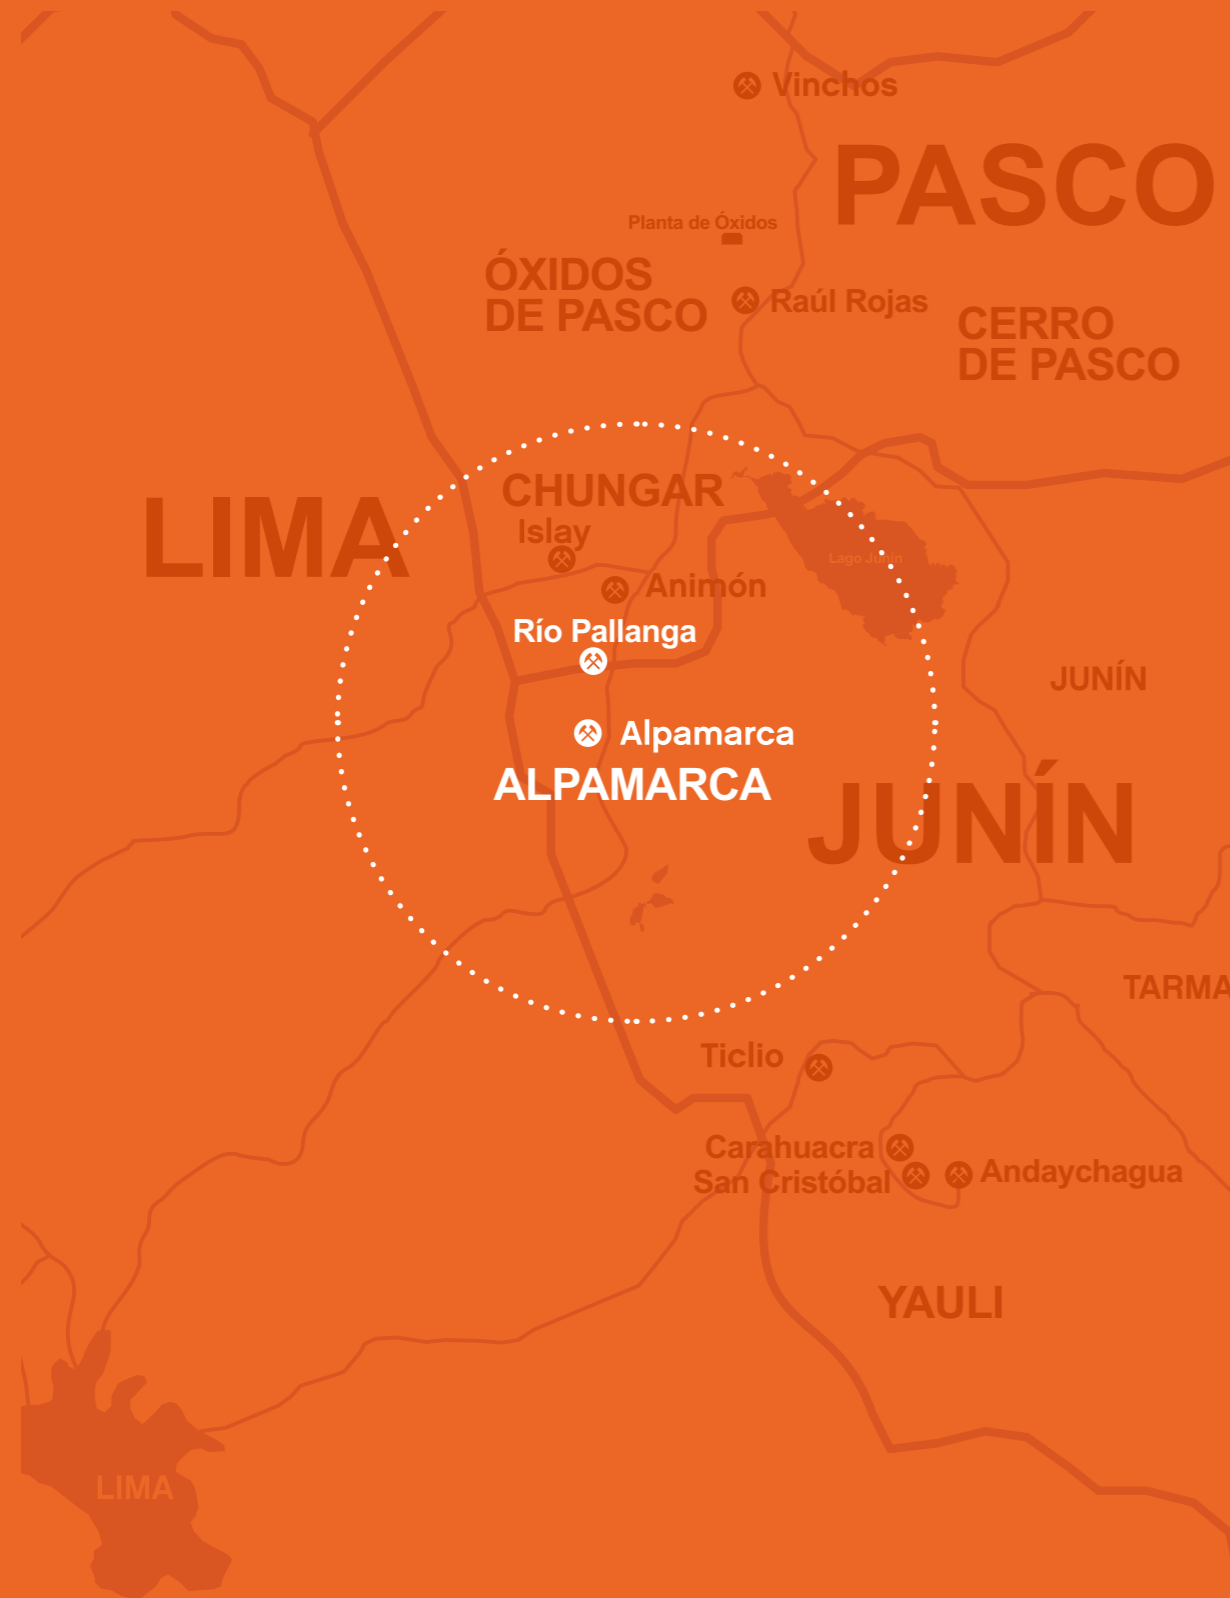 Vinchos
PASCO
Planta de Óxidos
ÓXIDOS
DE PASCO
Raúl Rojas
CERRO
DE PASCO
CHUNGAR
LIMA
Islay
Lago Junín
Animón
Río Pallanga
JUNÍN
Alpamarca
ALPAMARCA
JUNÍN
TARMA
Ticlio
Carahuacra
San Cristóbal
Andaychagua
YAULI
LIMA